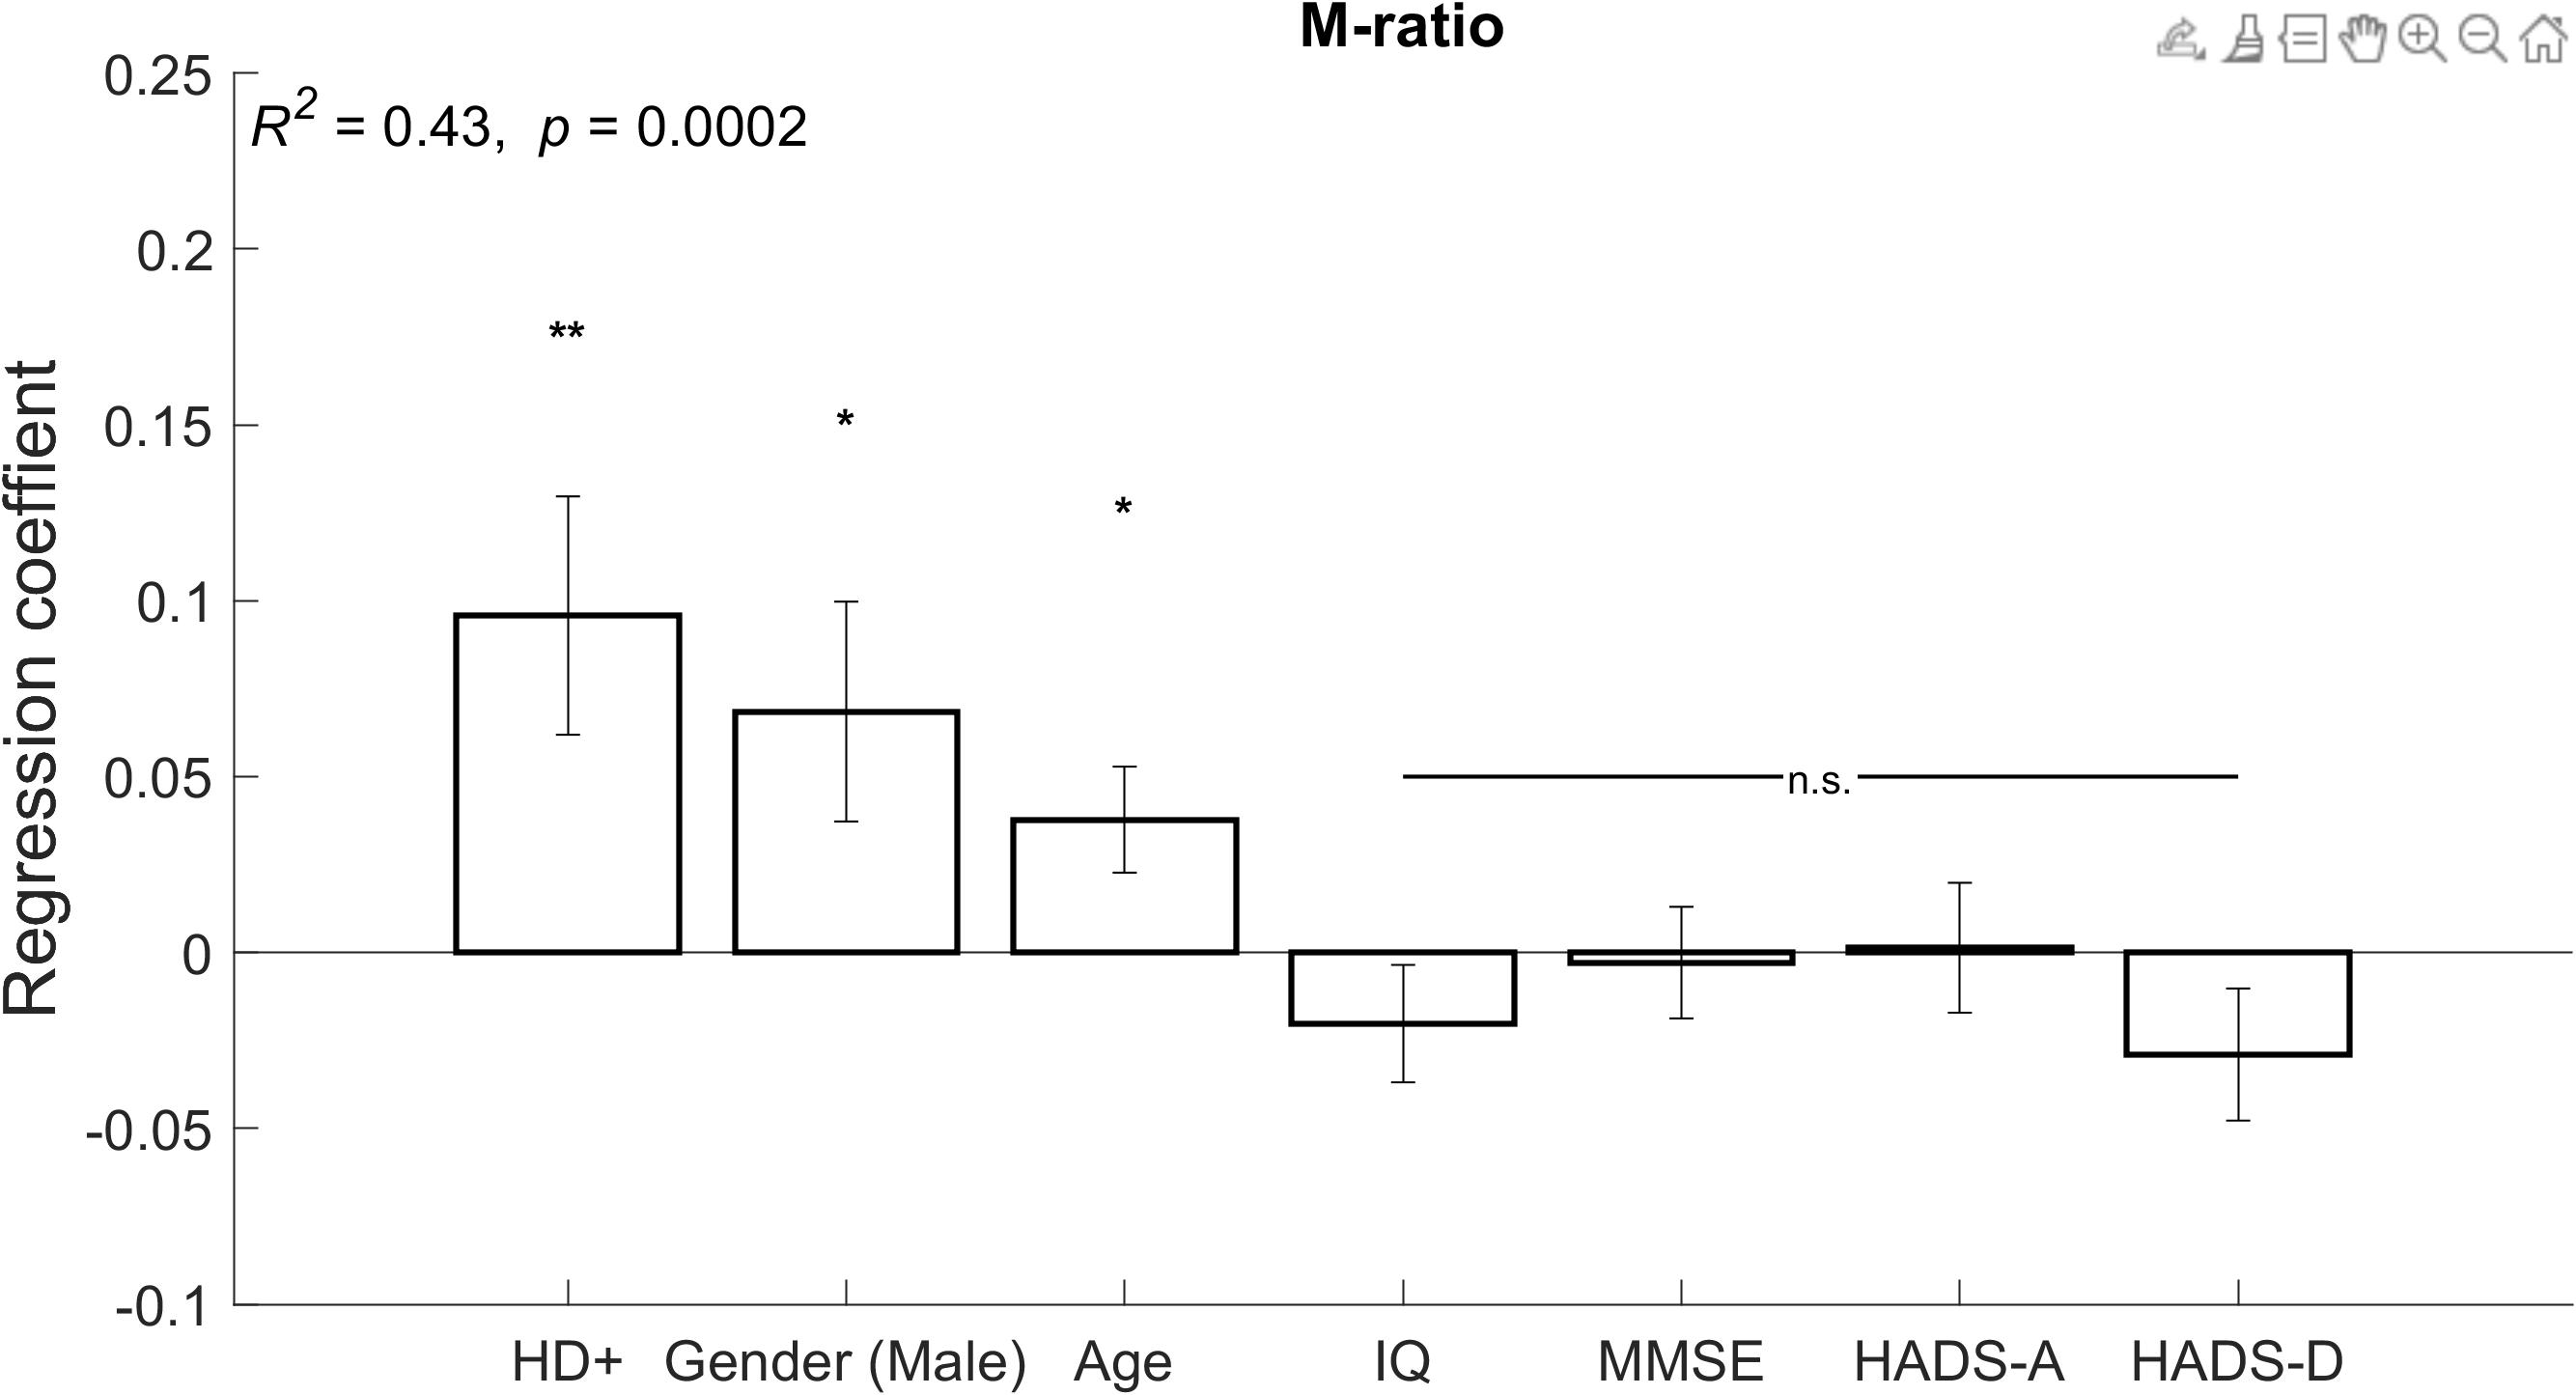 M-ratio
R² = 0.43, p = 0.0002
Regression coeffient
0.25
0.2
0.15
0.1
0.05
0
-0.05
-0.1
**
*
*
n.s.
HD+ Gender (Male) Age IQ MMSE HADS-A HADS-D